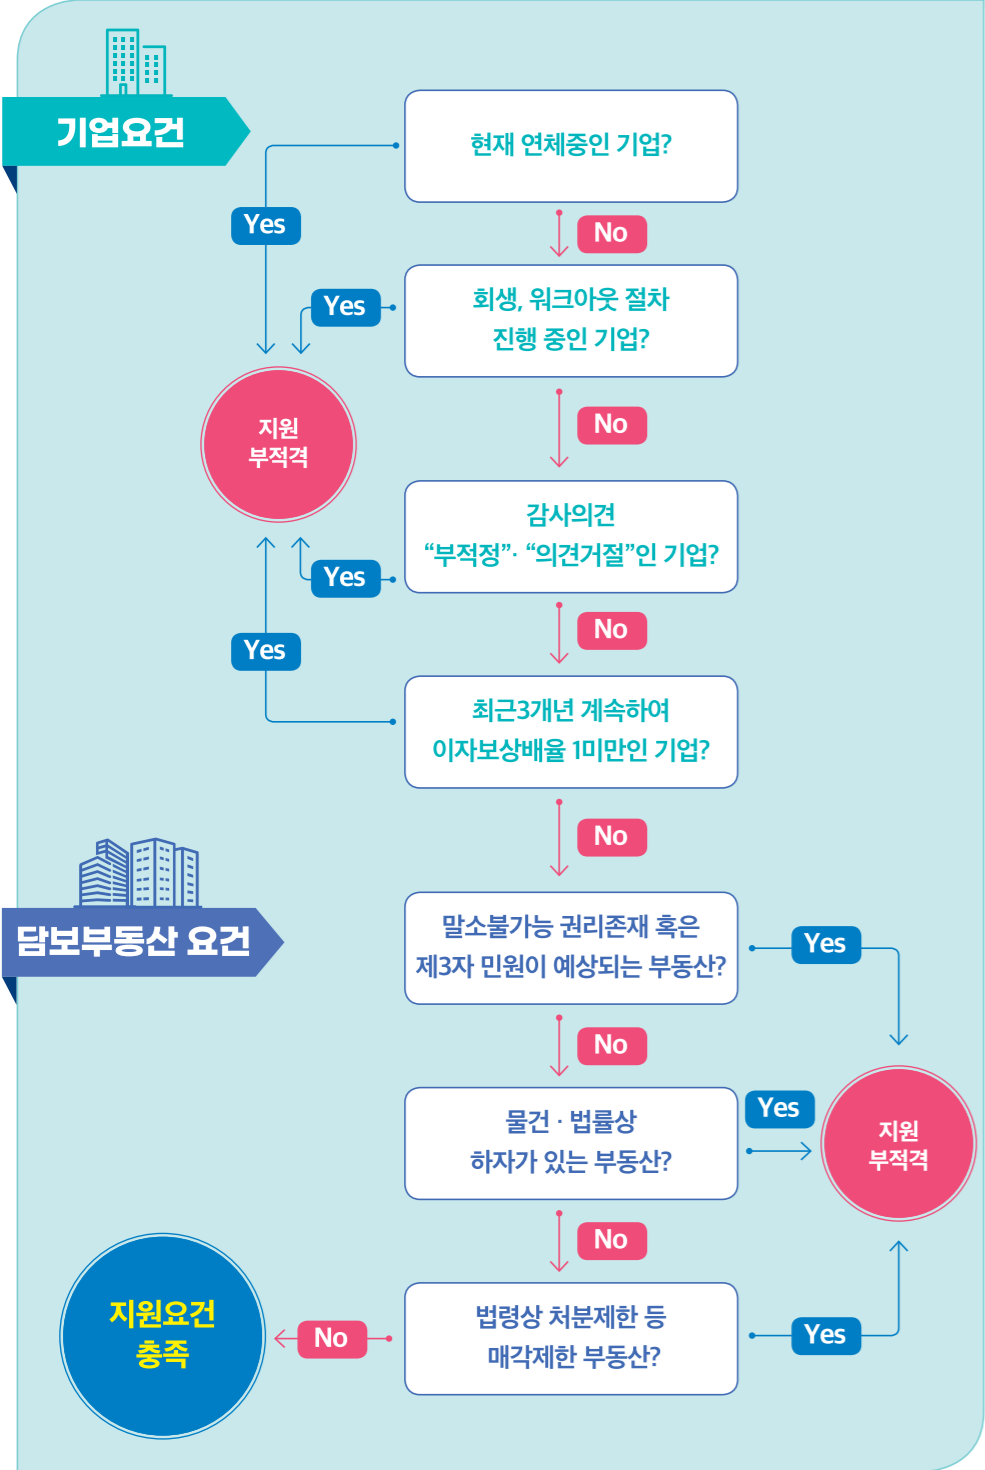 기업요건
현재 연체중인 기업?
Yes
No
회생, 워크아웃 절차
진행 중인 기업?
Yes
No
지원
부적격
감사의견
“부적정”· “의견거절”인 기업?
Yes
No
최근3개년 계속하여
이자보상배율 1미만인 기업?
Yes
No
담보부동산 요건
말소불가능 권리존재 혹은
제3자 민원이 예상되는 부동산?
Yes
No
물건 · 법률상
하자가 있는 부동산?
Yes
지원
부적격
No
법령상 처분제한 등
매각제한 부동산?
Yes
No
지원요건
충족